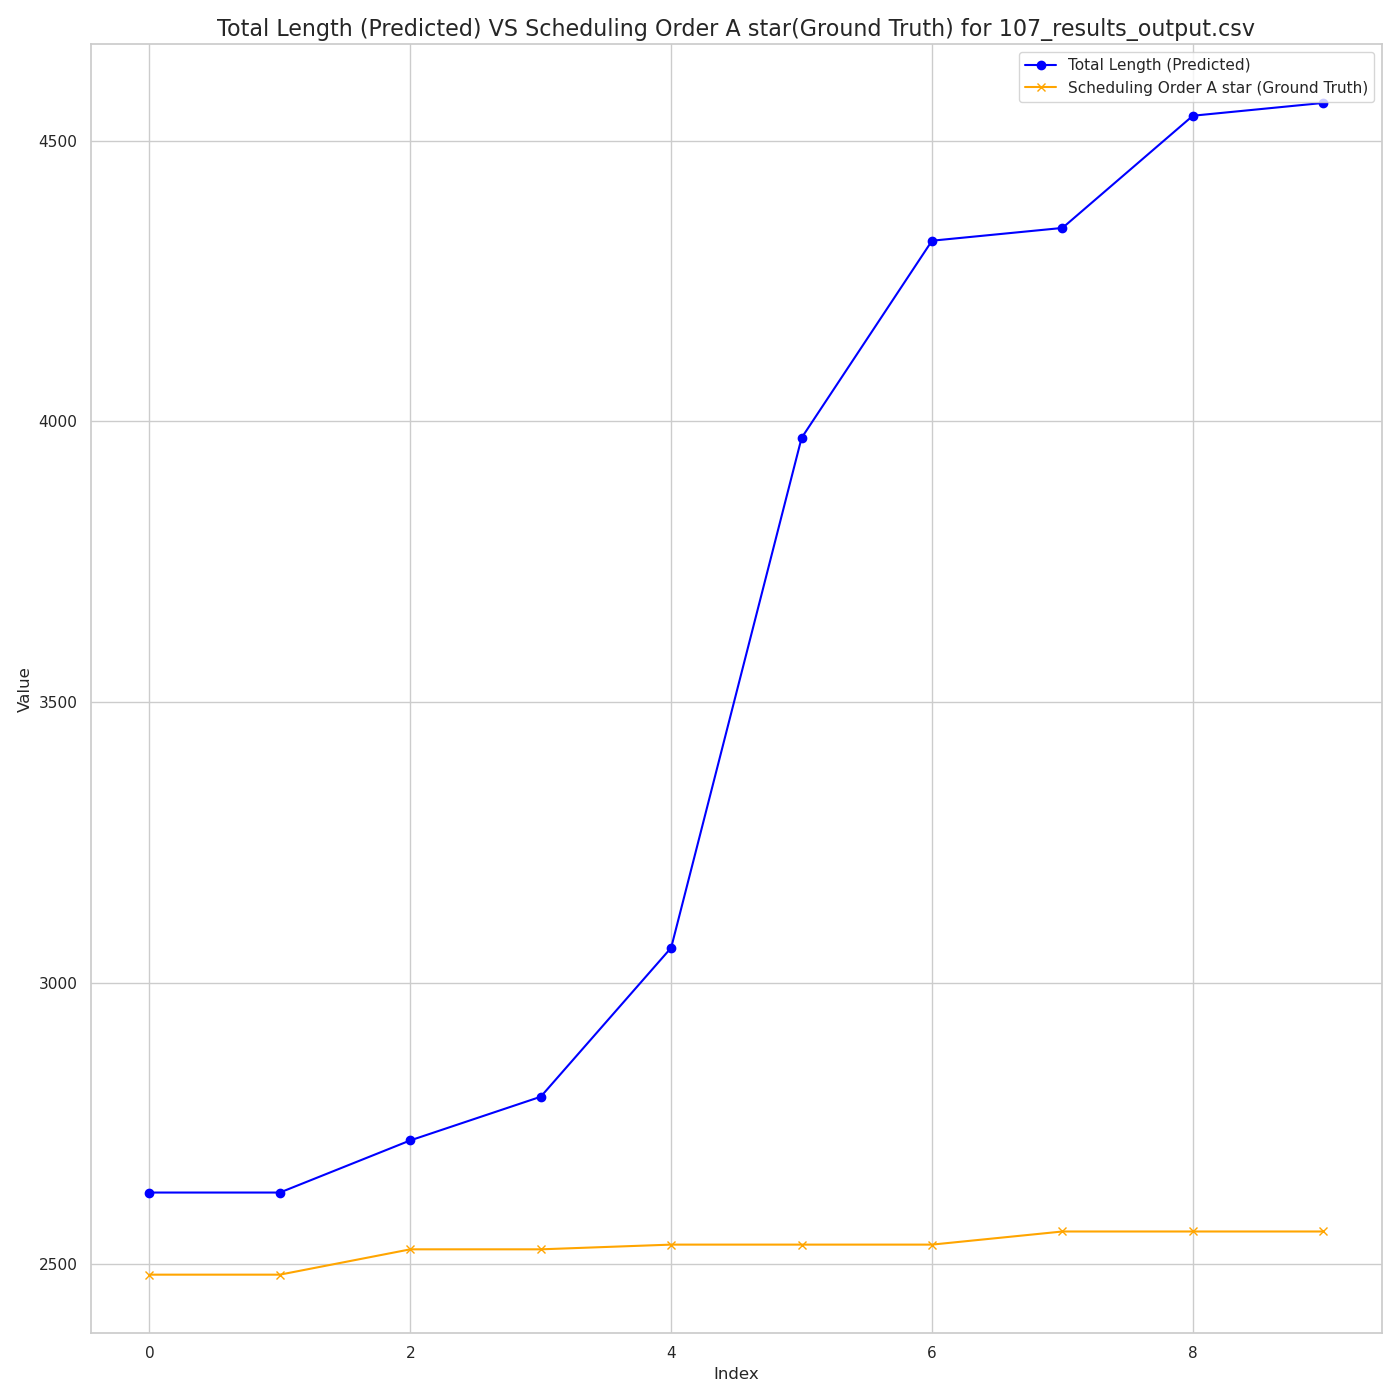 Total Length (Predicted) VS Scheduling Order A star(Ground Truth) for 107_results_output.csv
Total Length (Predicted)
Scheduling Order A star (Ground Truth)
4500
4000
3500
3000
2500
Value
0 2 4 6 8
Index